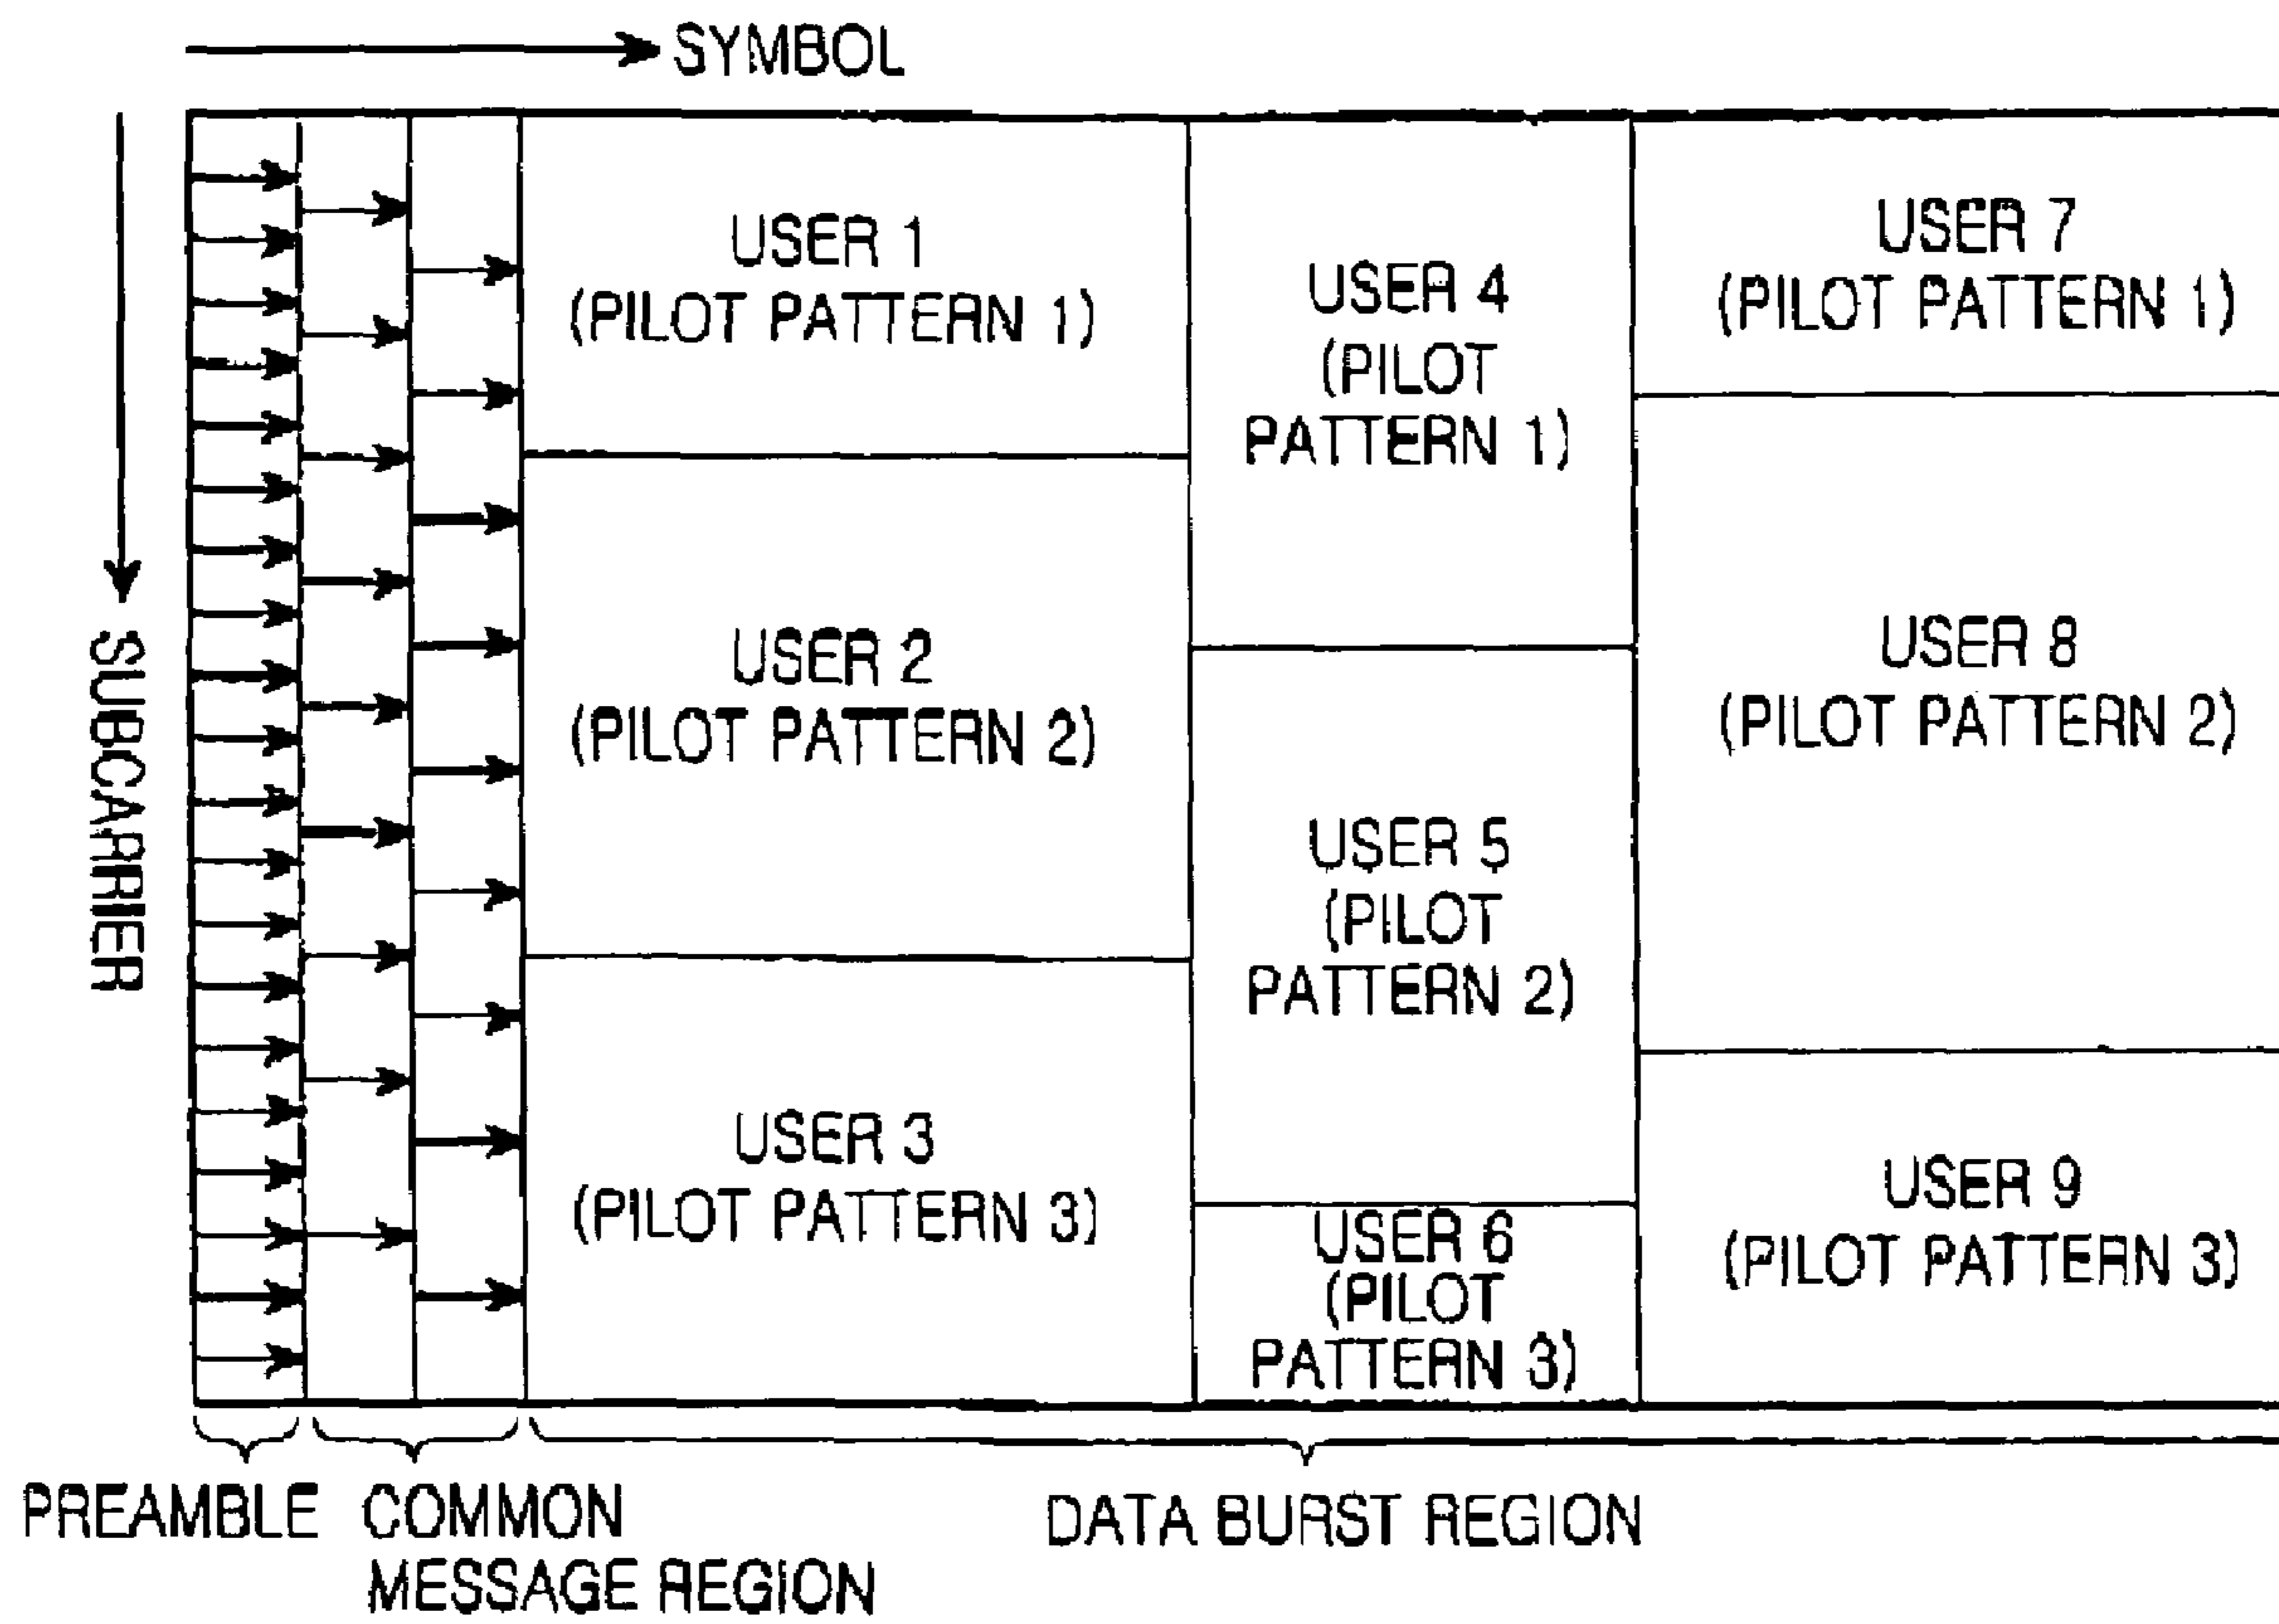 SYMBOL
SUBCARRIER
USER 1
(PILOT PATTERN 1)
USER 2
(PILOT PATTERN 2)
USER 3
(PILOT PATTERN 3)
USER 4
(PILOT
PATTERN 1)
USER 5
(PILOT
PATTERN 2)
USER 6
(PILOT
PATTERN 3)
USER 7
(PILOT PATTERN 1)
USER 8
(PILOT PATTERN 2)
USER 9
(PILOT PATTERN 3)
PREAMBLE
COMMON
MESSAGE REGION
DATA BURST REGION